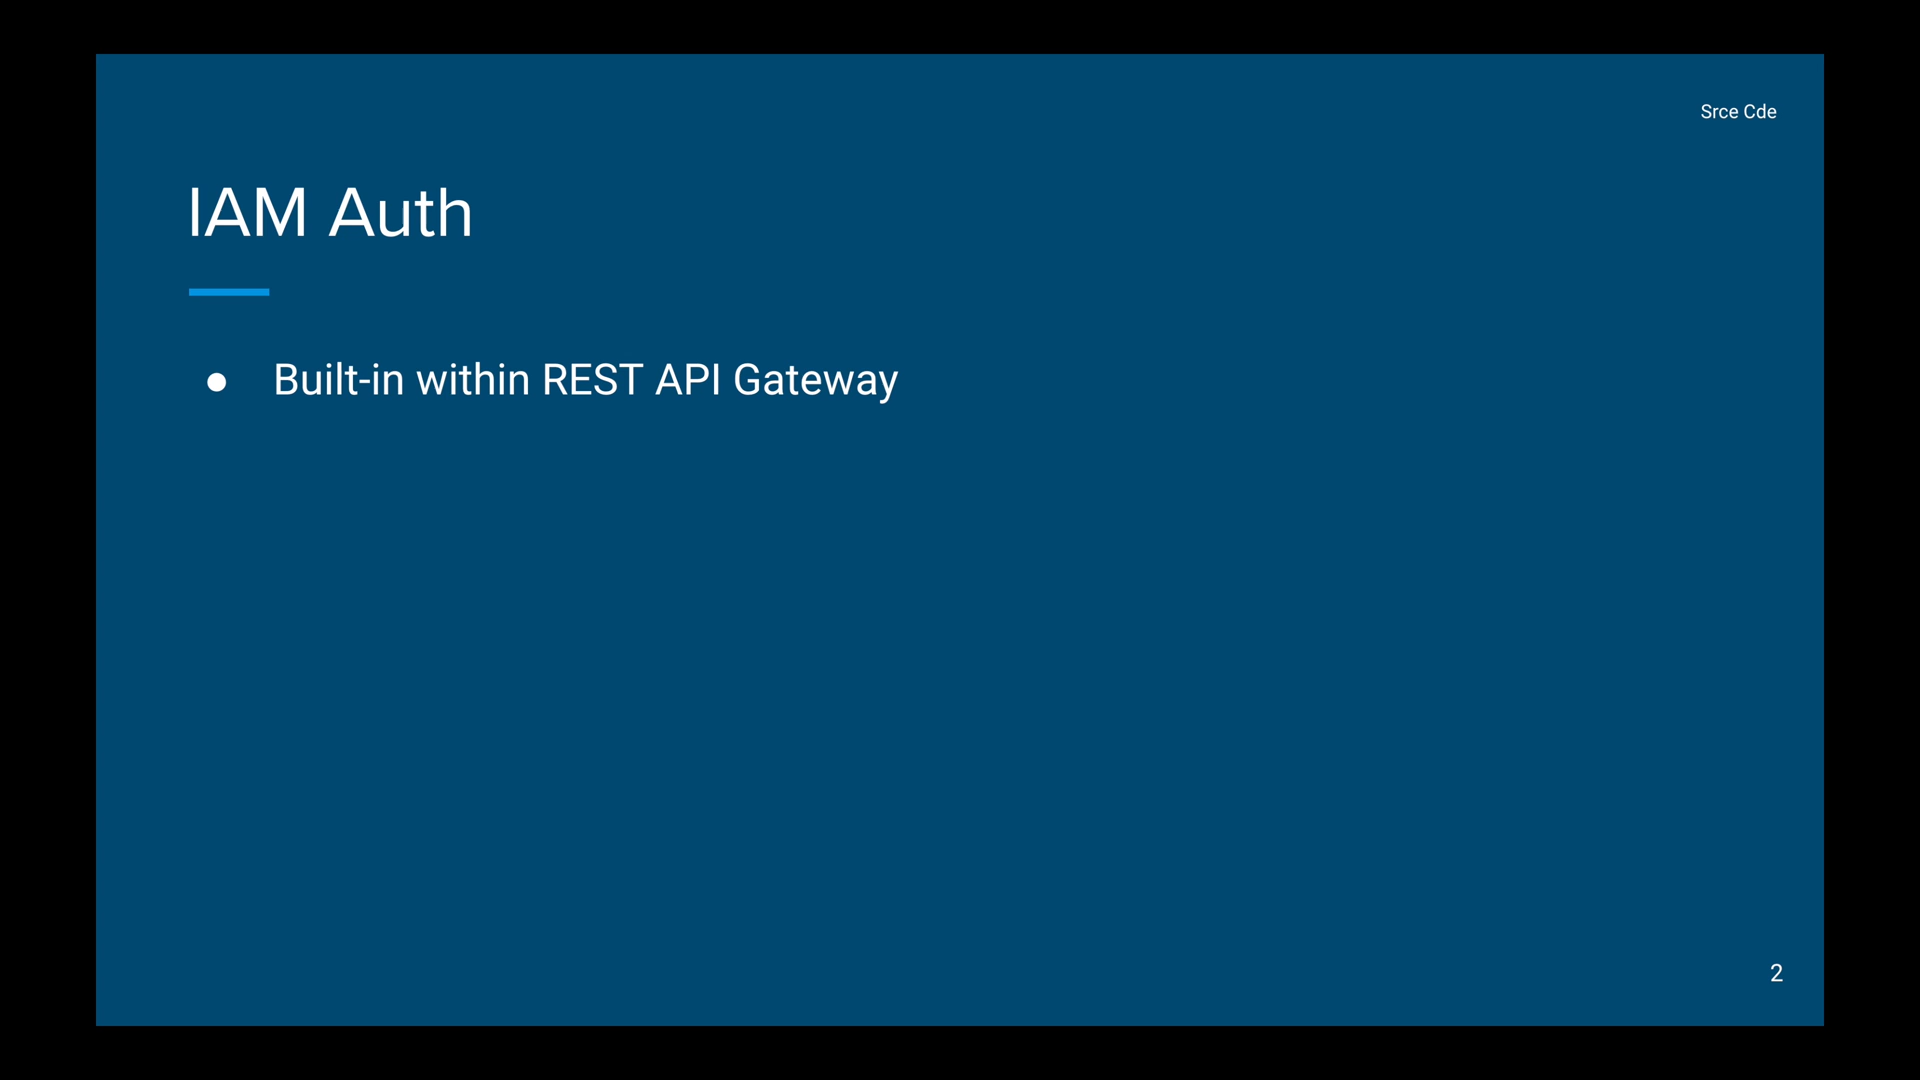 Srce Cde
IAM Auth
● Built-in within REST API Gateway
2